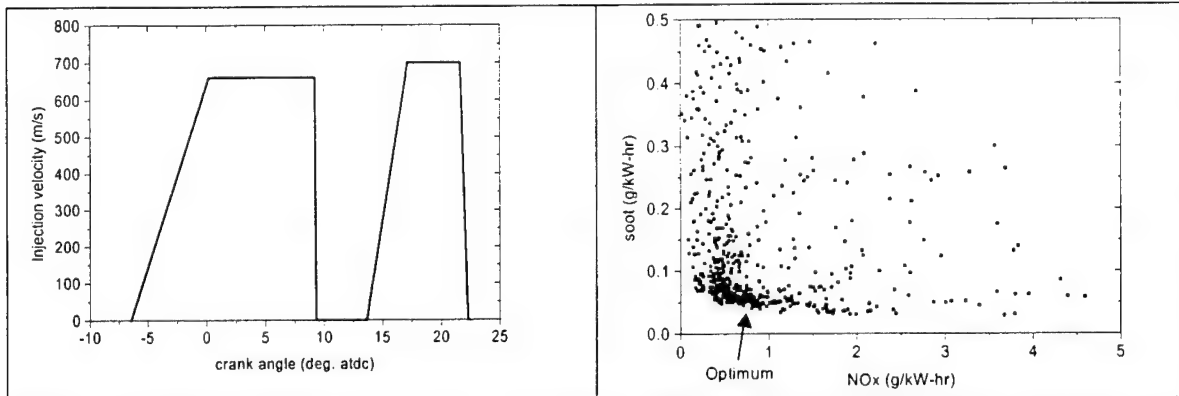 800
700
600
500
400
300
200
100
0
Injection velocity (m/s)
-10 -5 0 5 10 15 20 25
crank angle (deg. atdc)
0.5
0.4
0.3
0.2
0.1
0.0
soot (g/kW-hr)
0 1 2 3 4 5
Optimum
NOx (g/kW-hr)